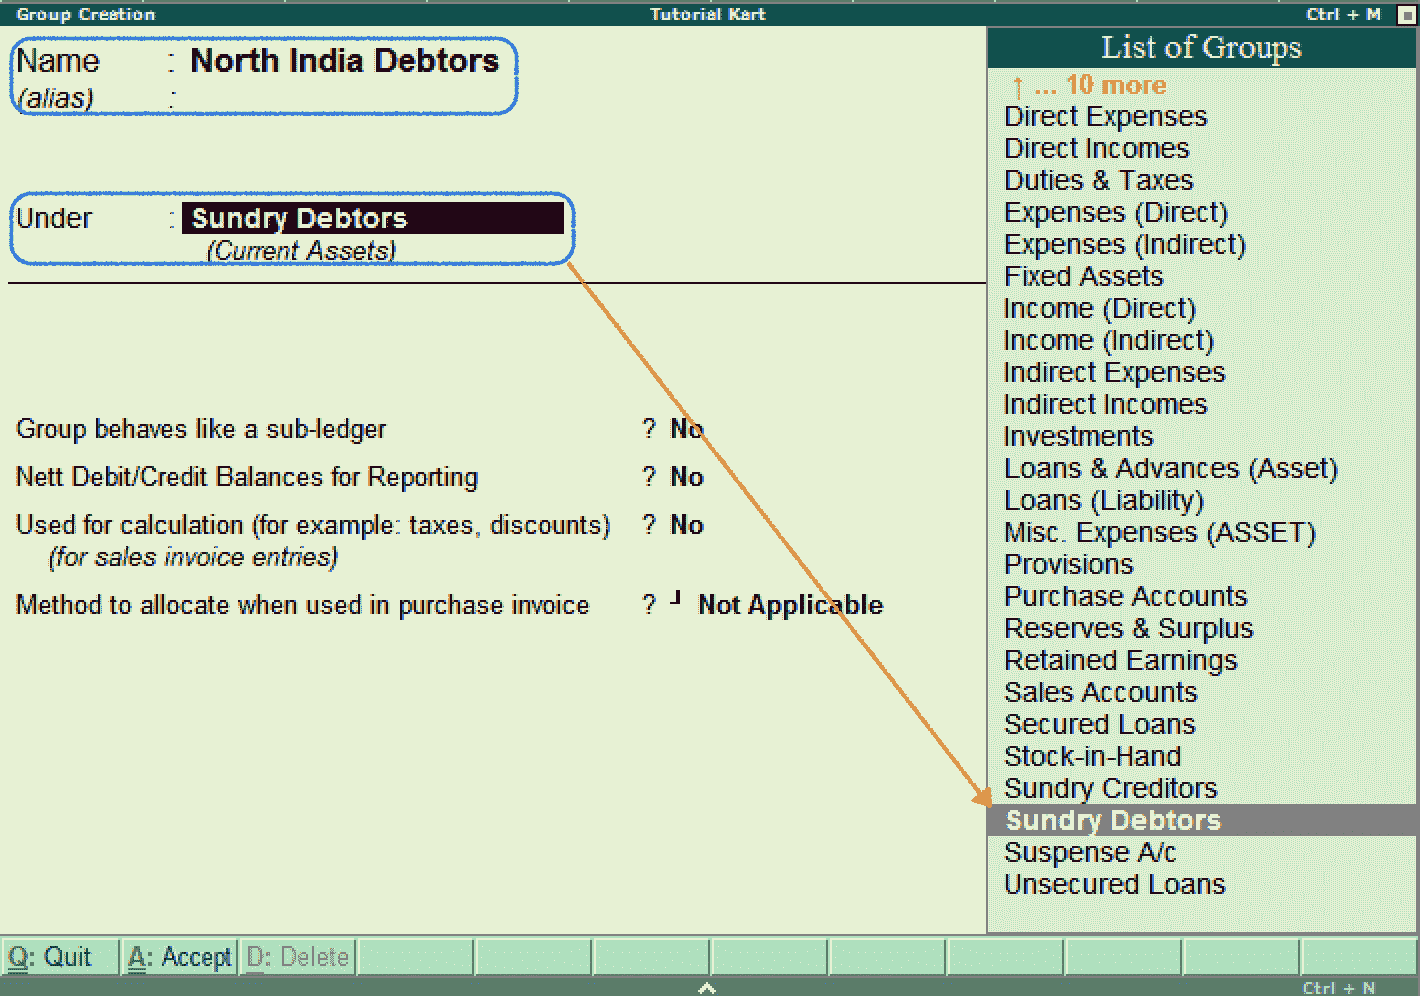 Group Creation Tutorial Kart Ctrl + M
Name : North India Debtors
(alias) :
Under : Sundry Debtors
(Current Assets)
Group behaves like a sub-ledger ? No
Nett Debit/Credit Balances for Reporting ? No
Used for calculation (for example: taxes, discounts) ? No
(for sales invoice entries)
Method to allocate when used in purchase invoice ? ┘ Not Applicable
List of Groups
↑ ... 10 more
Direct Expenses
Direct Incomes
Duties & Taxes
Expenses (Direct)
Expenses (Indirect)
Fixed Assets
Income (Direct)
Income (Indirect)
Indirect Expenses
Indirect Incomes
Investments
Loans & Advances (Asset)
Loans (Liability)
Misc. Expenses (ASSET)
Provisions
Purchase Accounts
Reserves & Surplus
Retained Earnings
Sales Accounts
Secured Loans
Stock-in-Hand
Sundry Creditors
Sundry Debtors
Suspense A/c
Unsecured Loans
Q: Quit A: Accept D: Delete
Ctrl + N